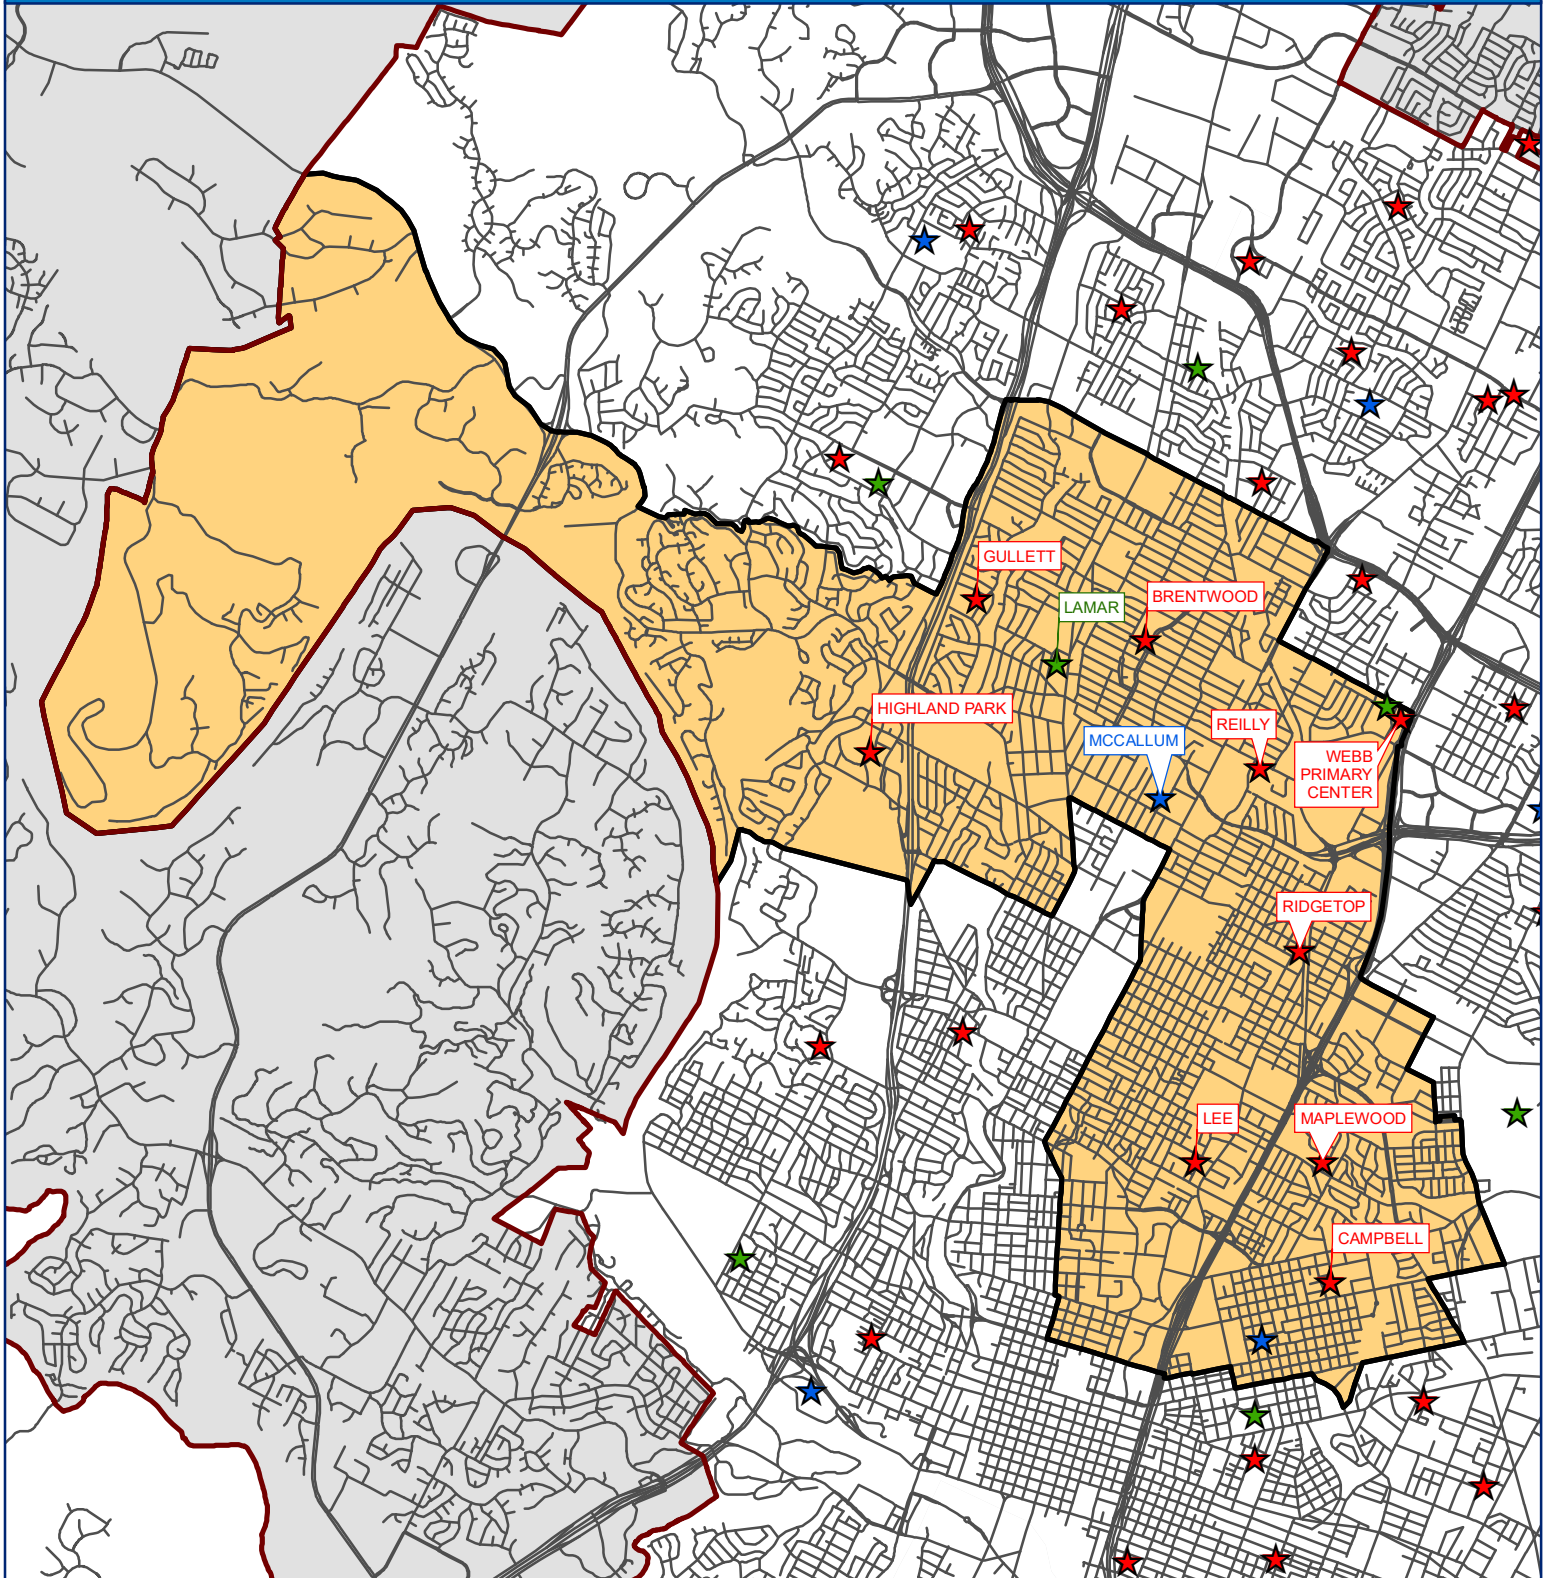 GULLETT
LAMAR
BRENTWOOD
HIGHLAND PARK
MCCALLUM
REILLY
WEBB
PRIMARY
CENTER
RIDGETOP
LEE
MAPLEWOOD
CAMPBELL